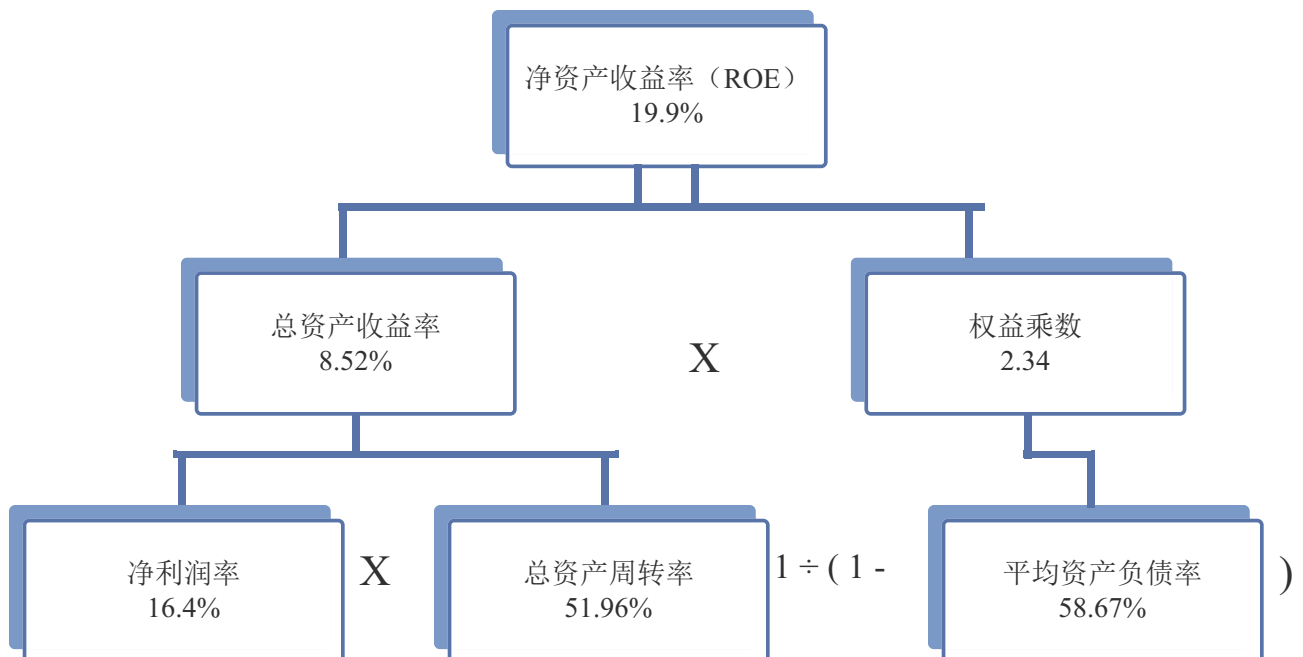 净资产收益率（ROE）
19.9%
总资产收益率
8.52%
X
权益乘数
2.34
净利润率
16.4%
X
总资产周转率
51.96%
1 ÷ ( 1 -
平均资产负债率
58.67%
)